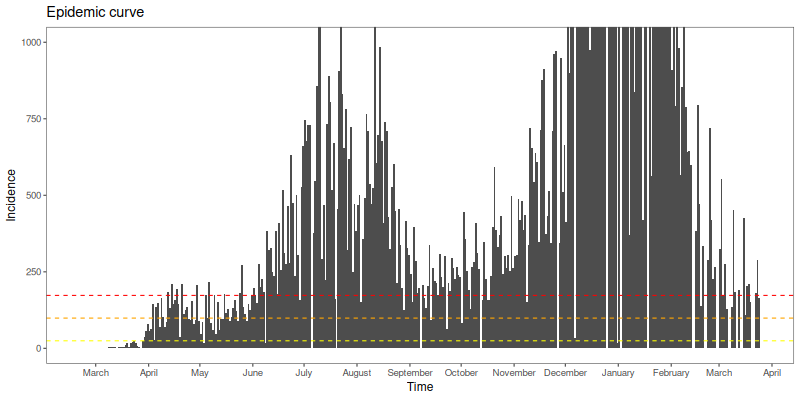 Epidemic curve
1000
750
500
250
0
Incidence
March April May June July August September October November December January February March April
Time